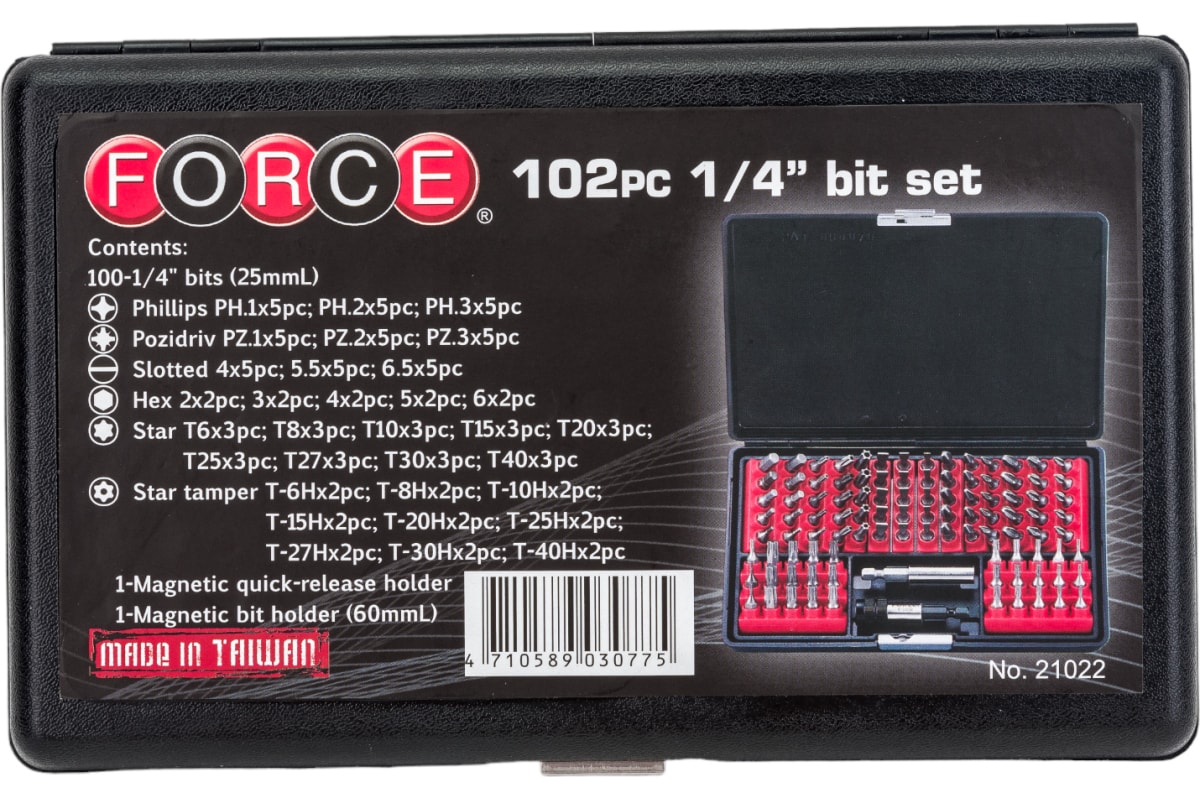 FORCE®
102PC 1/4” bit set
Contents:
100-1/4" bits (25mmL)
Phillips PH.1x5pc; PH.2x5pc; PH.3x5pc
Pozidriv PZ.1x5pc; PZ.2x5pc; PZ.3x5pc
Slotted 4x5pc; 5.5x5pc; 6.5x5pc
Hex 2x2pc; 3x2pc; 4x2pc; 5x2pc; 6x2pc
Star T6x3pc; T8x3pc; T10x3pc; T15x3pc; T20x3pc;
T25x3pc; T27x3pc; T30x3pc; T40x3pc
Star tamper T-6Hx2pc; T-8Hx2pc; T-10Hx2pc;
T-15Hx2pc; T-20Hx2pc; T-25Hx2pc;
T-27Hx2pc; T-30Hx2pc; T-40Hx2pc
1-Magnetic quick-release holder
1-Magnetic bit holder (60mmL)
MADE IN TAIWAN
4 710589 030775
No. 21022